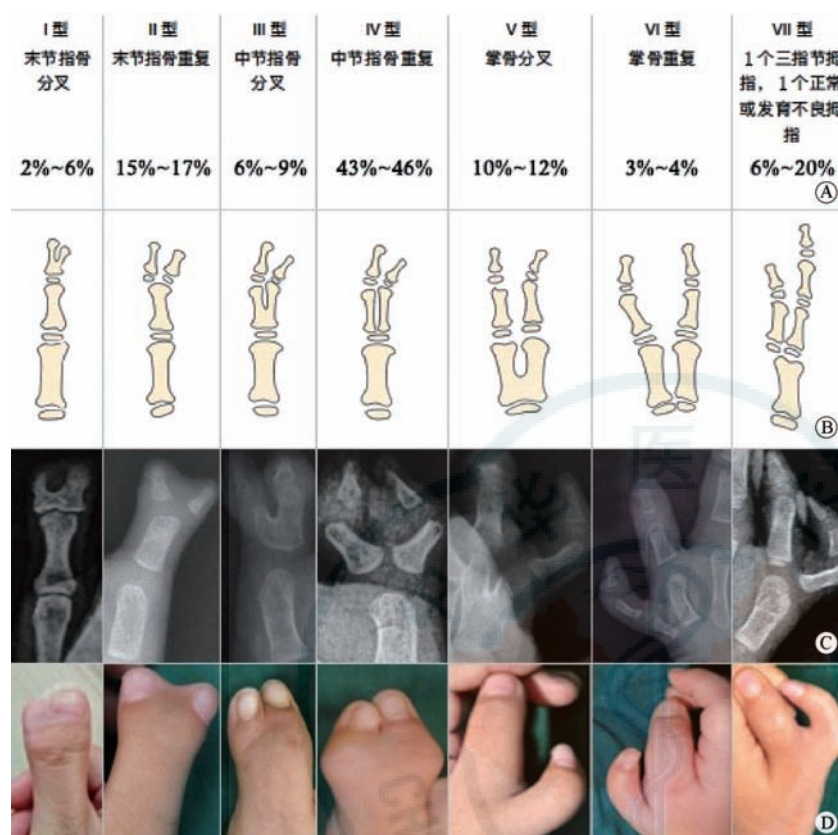 I 型
末节指骨
分叉
2%~6%
II 型
末节指骨重复
15%~17%
III 型
中节指骨
分叉
6%~9%
IV 型
中节指骨重复
43%~46%
V 型
掌骨分叉
10%~12%
VI 型
掌骨重复
3%~4%
VII 型
1个三指节拇
指，1个正常
或发育不良拇
指
6%~20%
A
B
医
C
D